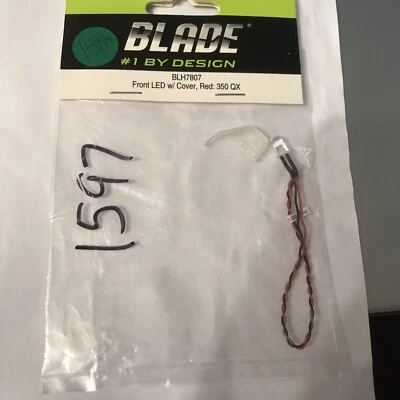 BLADE®
#1 BY DESIGN
BLH7807
Front LED w/ Cover, Red: 350 QX
1597